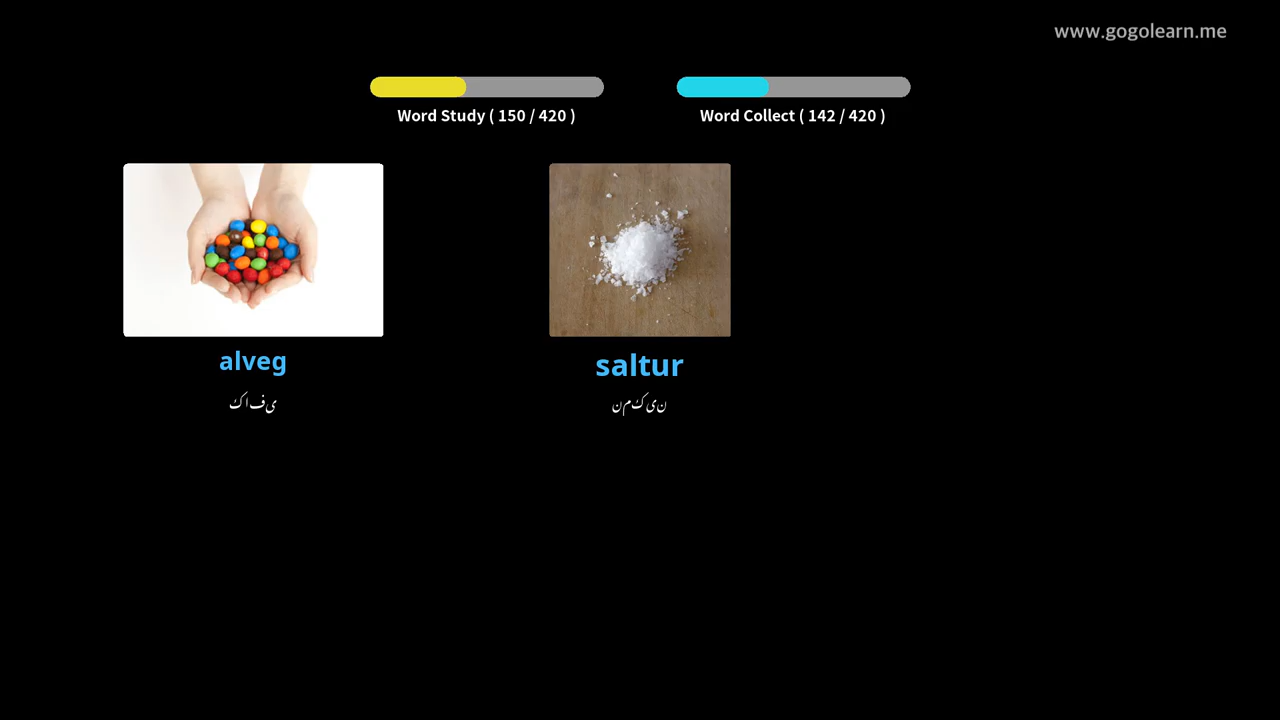 www.gogolearn.me
Word Study ( 150 / 420 )
Word Collect ( 142 / 420 )
alveg
کافی
saltur
نمکین